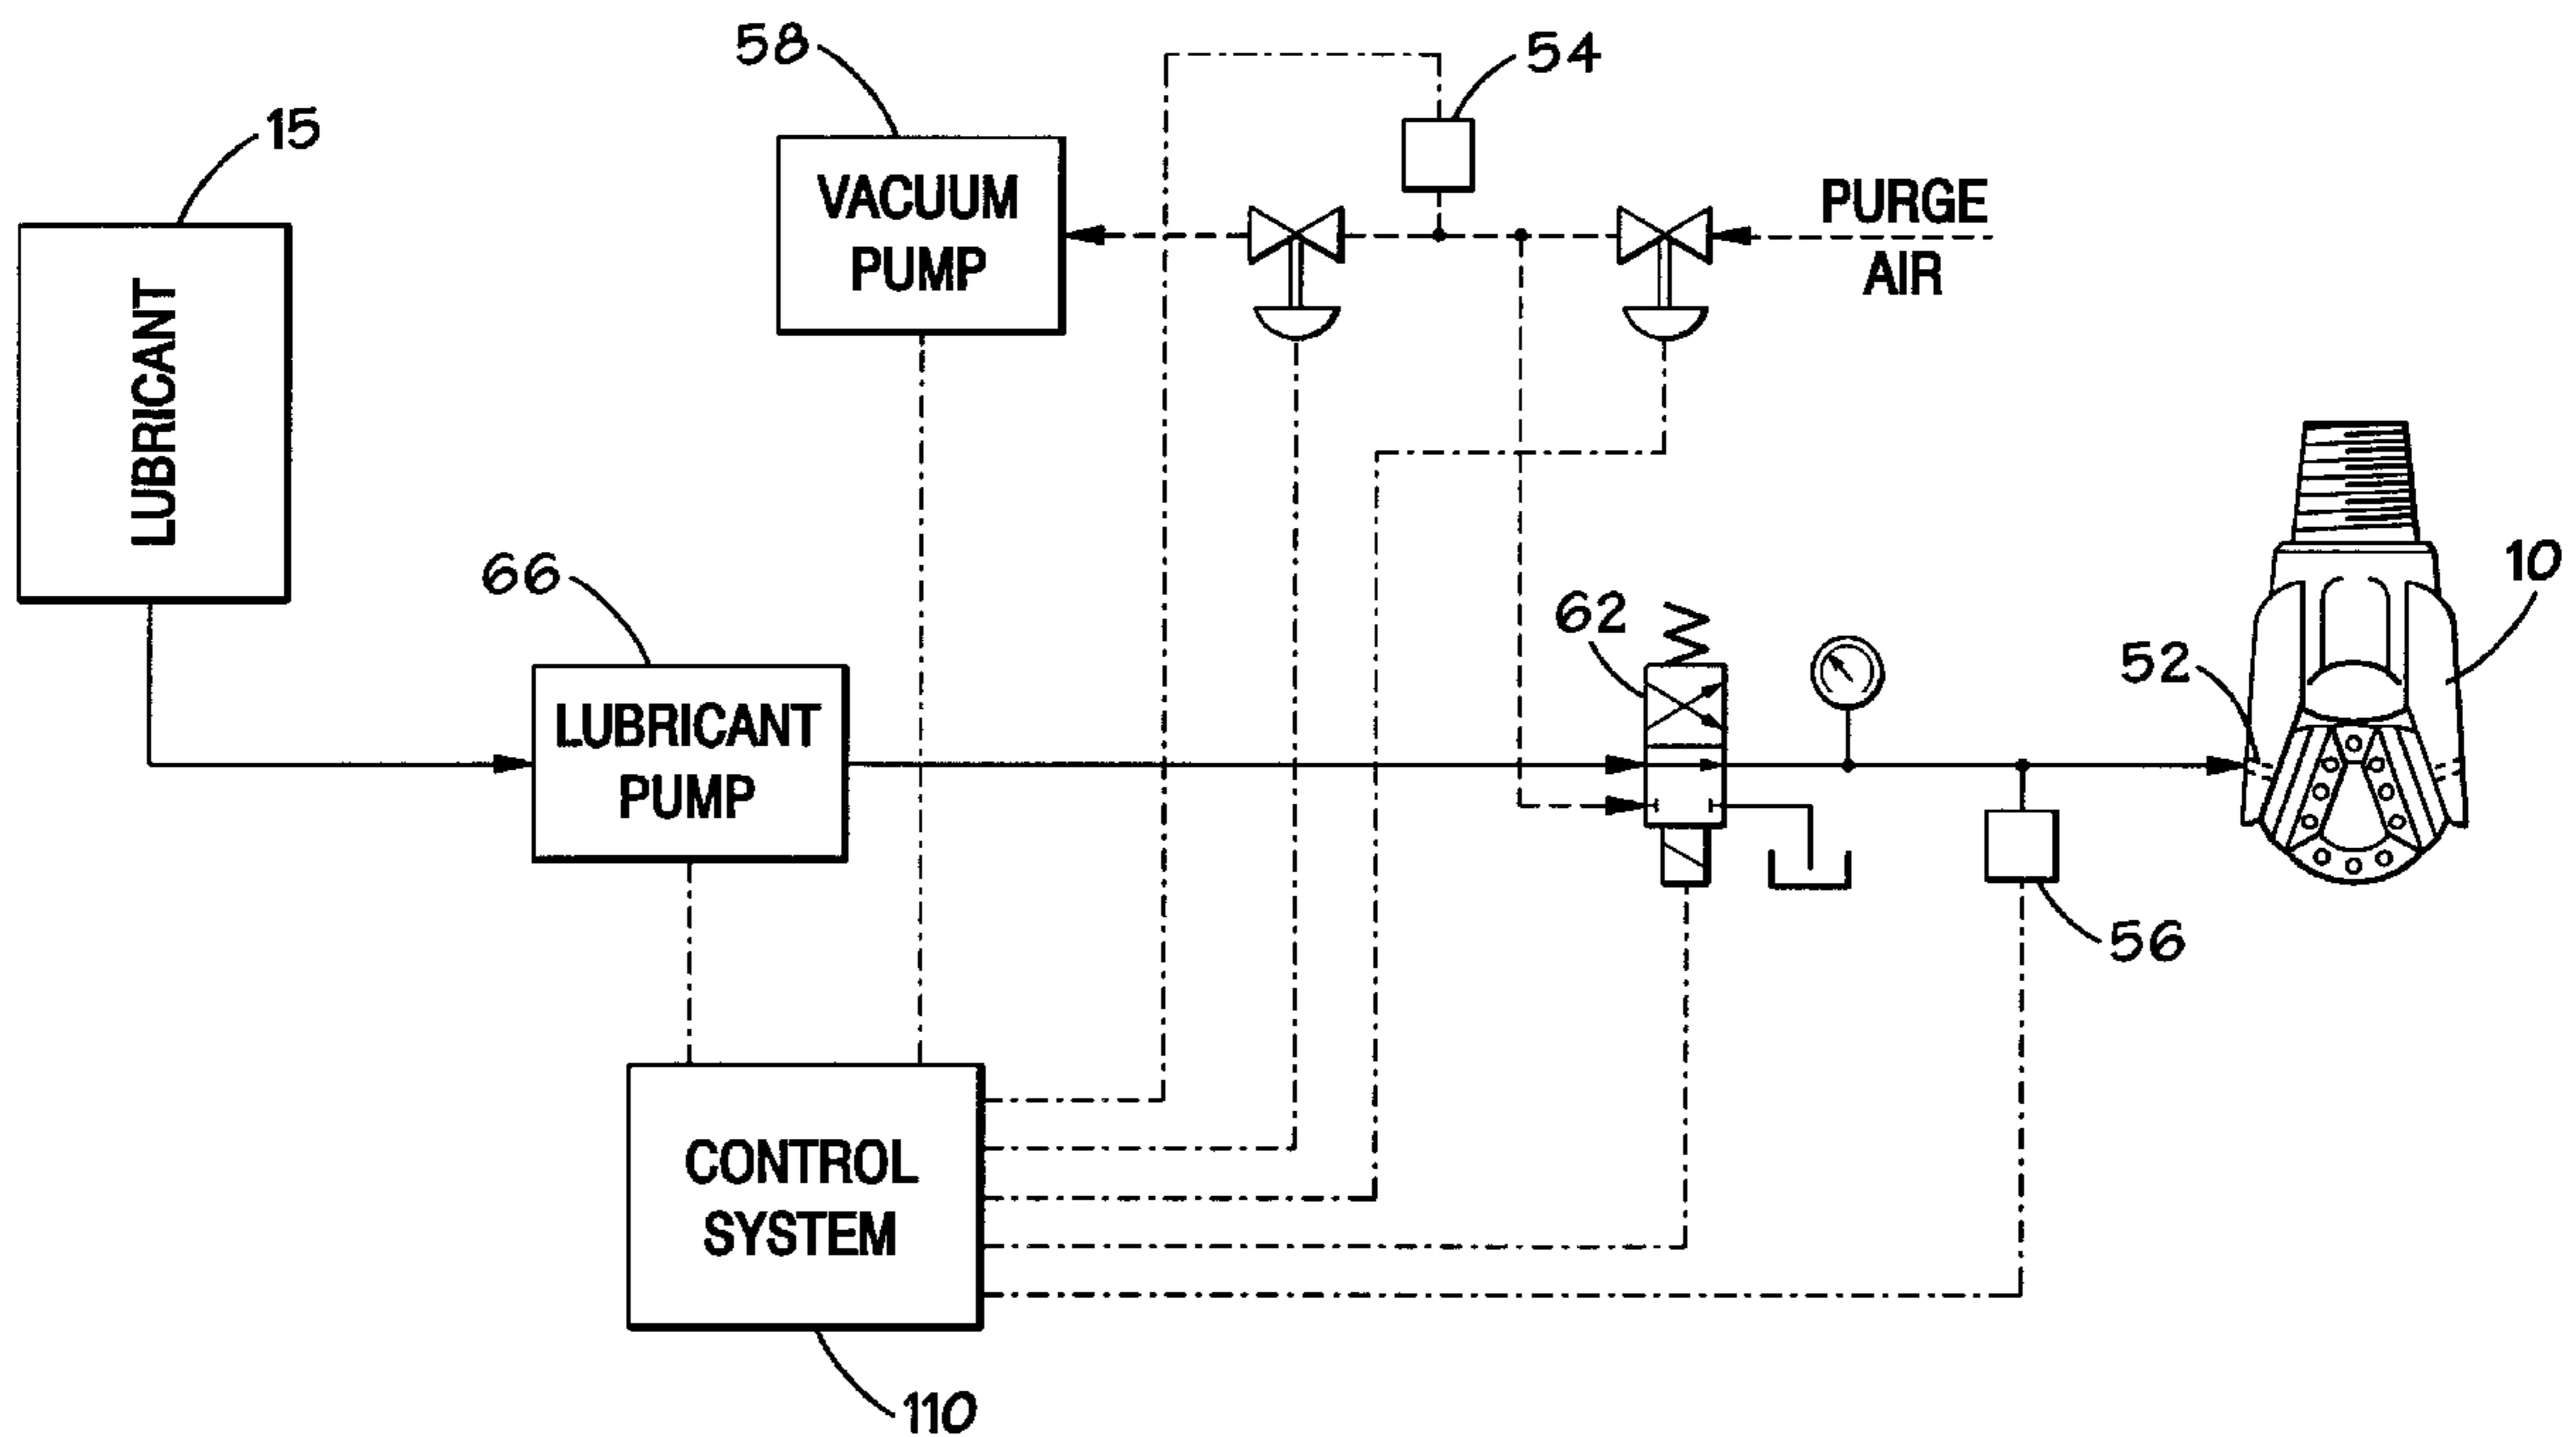 58
54
15
VACUUM
PUMP
PURGE
AIR
LUBRICANT
66
62
10
52
LUBRICANT
PUMP
56
CONTROL
SYSTEM
110